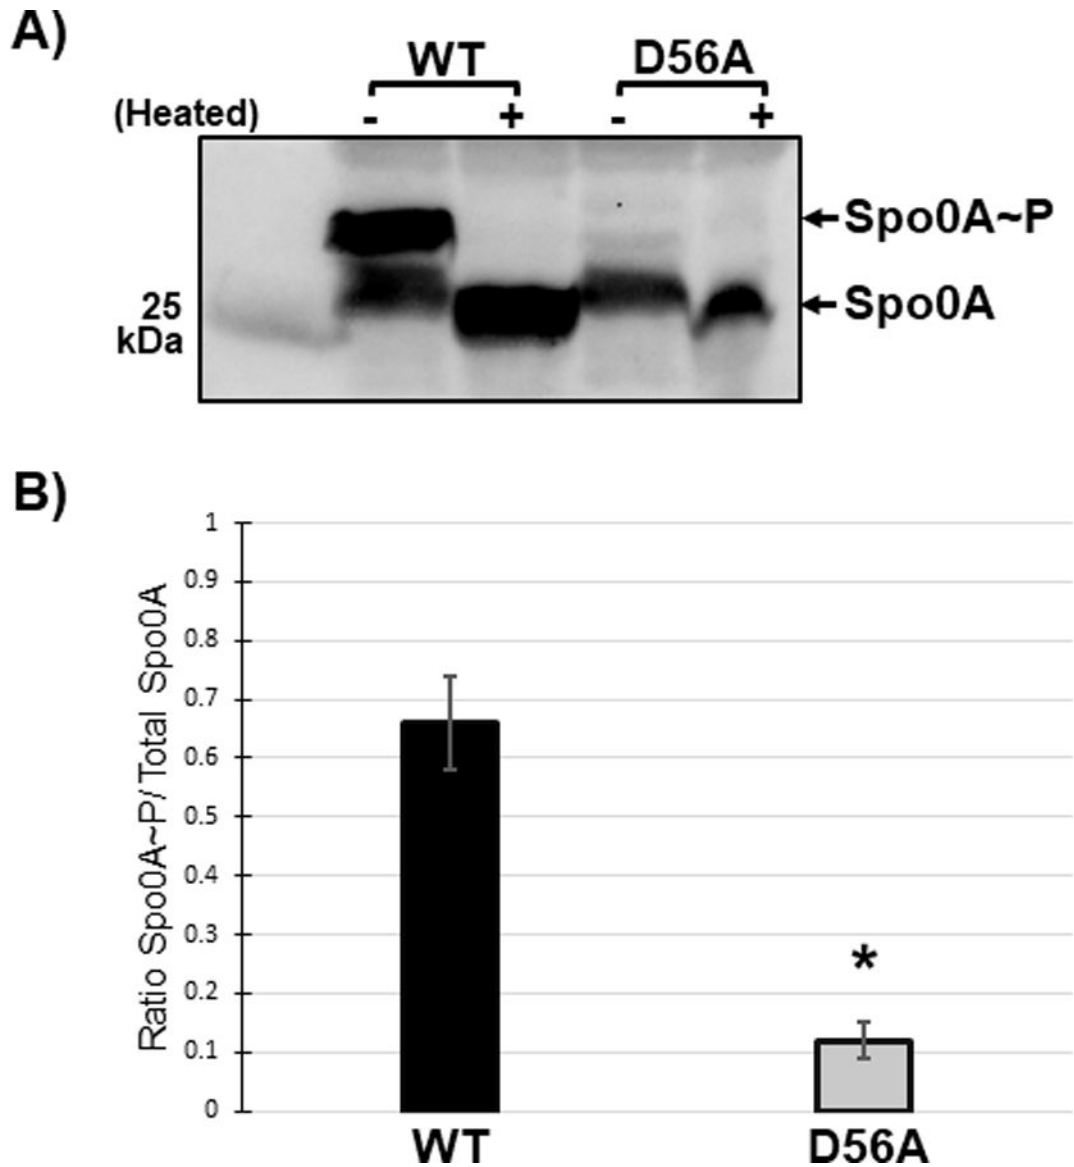 A)
WT D56A
(Heated) - + - +
Spo0A~P
25 Spo0A
kDa
B)
Ratio Spo0A~P/Total Spo0A
1
0.9
0.8
0.7
0.6
0.5
0.4
0.3
*
0.2
0.1
0
WT D56A